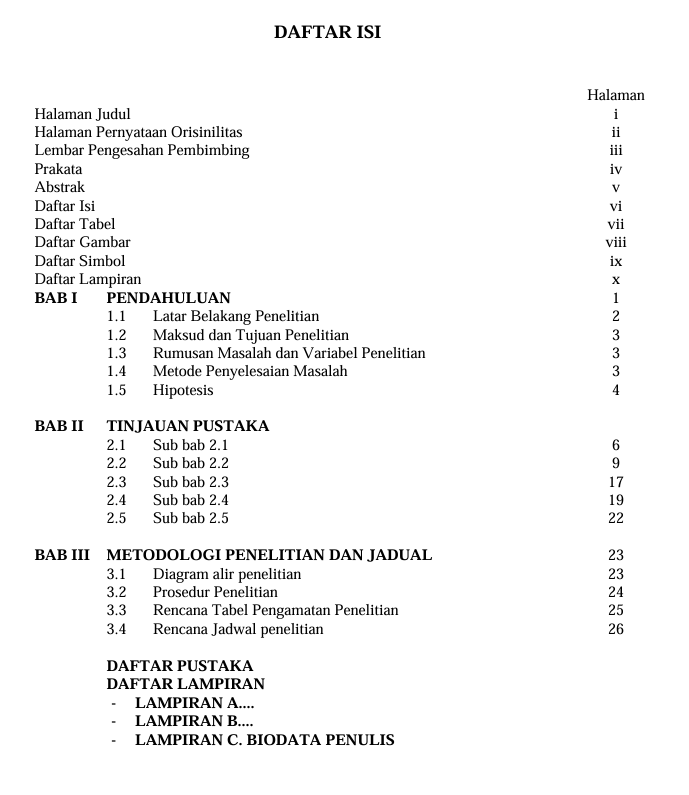 DAFTAR ISI
Halaman
Halaman Judul i
Halaman Pernyataan Orisinilitas ii
Lembar Pengesahan Pembimbing iii
Prakata iv
Abstrak v
Daftar Isi vi
Daftar Tabel vii
Daftar Gambar viii
Daftar Simbol ix
Daftar Lampiran x
BAB I PENDAHULUAN 1
1.1 Latar Belakang Penelitian 2
1.2 Maksud dan Tujuan Penelitian 3
1.3 Rumusan Masalah dan Variabel Penelitian 3
1.4 Metode Penyelesaian Masalah 3
1.5 Hipotesis 4
BAB II TINJAUAN PUSTAKA
2.1 Sub bab 2.1 6
2.2 Sub bab 2.2 9
2.3 Sub bab 2.3 17
2.4 Sub bab 2.4 19
2.5 Sub bab 2.5 22
BAB III METODOLOGI PENELITIAN DAN JADUAL 23
3.1 Diagram alir penelitian 23
3.2 Prosedur Penelitian 24
3.3 Rencana Tabel Pengamatan Penelitian 25
3.4 Rencana Jadwal penelitian 26
DAFTAR PUSTAKA
DAFTAR LAMPIRAN
- LAMPIRAN A....
- LAMPIRAN B....
- LAMPIRAN C. BIODATA PENULIS